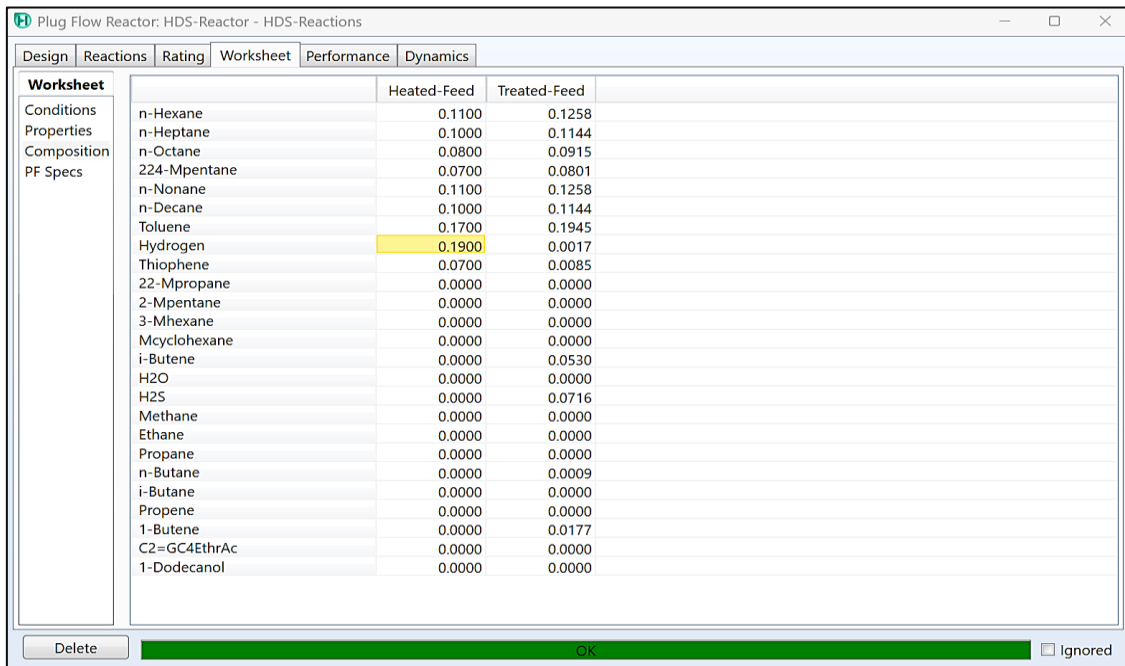 Plug Flow Reactor: HDS-Reactor - HDS-Reactions
Design Reactions Rating Worksheet Performance Dynamics
Worksheet
Conditions
Properties
Composition
PF Specs
Heated-Feed Treated-Feed
n-Hexane 0.1100 0.1258
n-Heptane 0.1000 0.1144
n-Octane 0.0800 0.0915
224-Mpentane 0.0700 0.0801
n-Nonane 0.1100 0.1258
n-Decane 0.1000 0.1144
Toluene 0.1700 0.1945
Hydrogen 0.1900 0.0017
Thiophene 0.0700 0.0085
22-Mpropane 0.0000 0.0000
2-Mpentane 0.0000 0.0000
3-Mhexane 0.0000 0.0000
Mcyclohexane 0.0000 0.0000
i-Butene 0.0000 0.0530
H2O 0.0000 0.0000
H2S 0.0000 0.0716
Methane 0.0000 0.0000
Ethane 0.0000 0.0000
Propane 0.0000 0.0000
n-Butane 0.0000 0.0009
i-Butane 0.0000 0.0000
Propene 0.0000 0.0000
1-Butene 0.0000 0.0177
C2=GC4EthrAc 0.0000 0.0000
1-Dodecanol 0.0000 0.0000
Delete OK Ignored